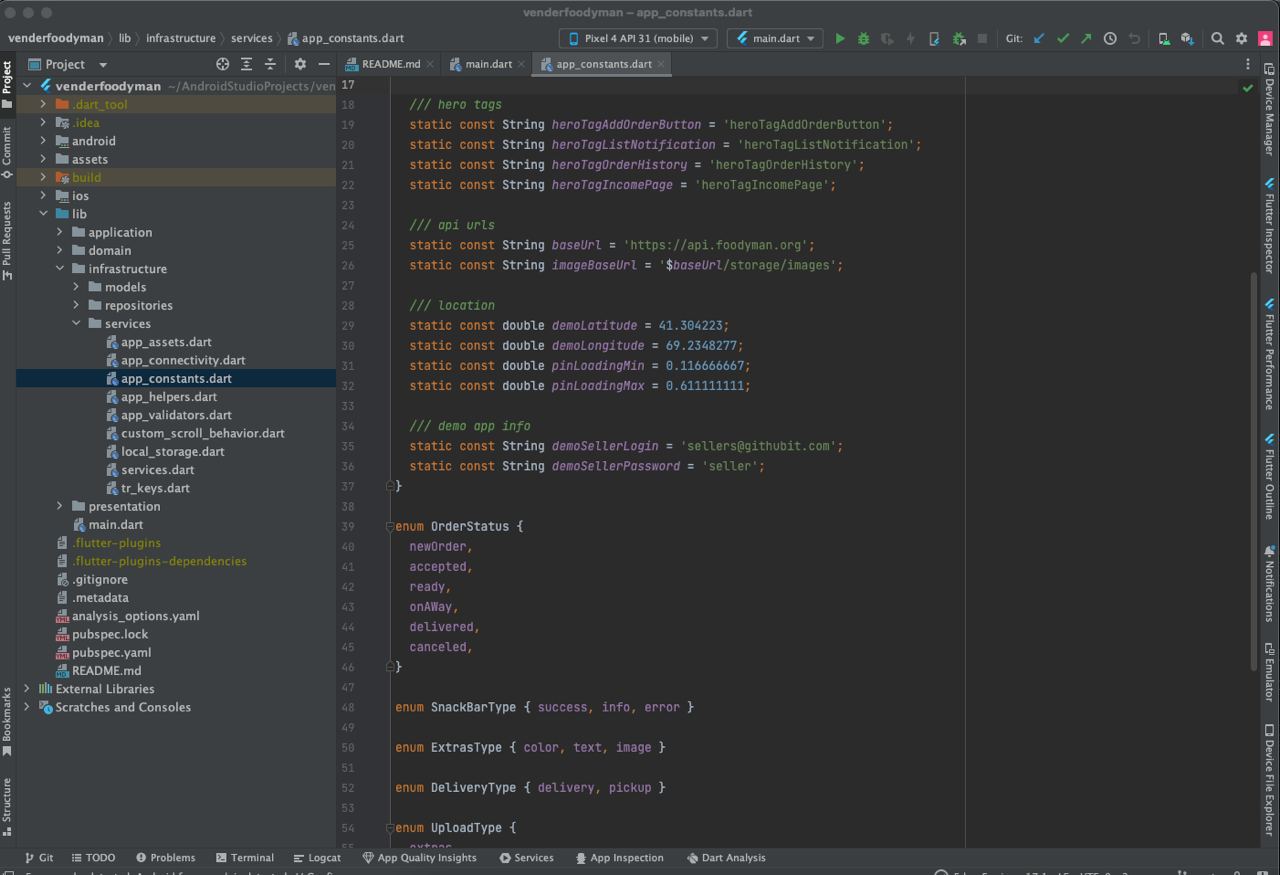 venderfoodyman – app_constants.dart
venderfoodyman lib infrastructure services app_constants.dart Pixel 4 API 31 (mobile) main.dart Git:
Project README.md main.dart app_constants.dart
Project
Commit
Pull Requests
Bookmarks
Structure
venderfoodyman ~/AndroidStudioProjects/ven
.dart_tool
.idea
android
assets
build
ios
lib
application
domain
infrastructure
models
repositories
services
app_assets.dart
app_connectivity.dart
app_constants.dart
app_helpers.dart
app_validators.dart
custom_scroll_behavior.dart
local_storage.dart
services.dart
tr_keys.dart
presentation
main.dart
.flutter-plugins
.flutter-plugins-dependencies
.gitignore
.metadata
analysis_options.yaml
pubspec.lock
pubspec.yaml
README.md
External Libraries
Scratches and Consoles
17
18 /// hero tags
19 static const String heroTagAddOrderButton = 'heroTagAddOrderButton';
20 static const String heroTagListNotification = 'heroTagListNotification';
21 static const String heroTagOrderHistory = 'heroTagOrderHistory';
22 static const String heroTagIncomePage = 'heroTagIncomePage';
23
24 /// api urls
25 static const String baseUrl = 'https://api.foodyman.org';
26 static const String imageBaseUrl = '$baseUrl/storage/images';
27
28 /// location
29 static const double demoLatitude = 41.304223;
30 static const double demoLongitude = 69.2348277;
31 static const double pinLoadingMin = 0.116666667;
32 static const double pinLoadingMax = 0.611111111;
33
34 /// demo app info
35 static const String demoSellerLogin = 'sellers@githubit.com';
36 static const String demoSellerPassword = 'seller';
37 }
38
39 enum OrderStatus {
40 newOrder,
41 accepted,
42 ready,
43 onAWay,
44 delivered,
45 canceled,
46 }
47
48 enum SnackBarType { success, info, error }
49
50 enum ExtrasType { color, text, image }
51
52 enum DeliveryType { delivery, pickup }
53
54 enum UploadType {
Device Manager
Flutter Inspector
Flutter Performance
Flutter Outline
Notifications
Emulator
Device File Explorer
Git TODO Problems Terminal Logcat App Quality Insights Services App Inspection Dart Analysis